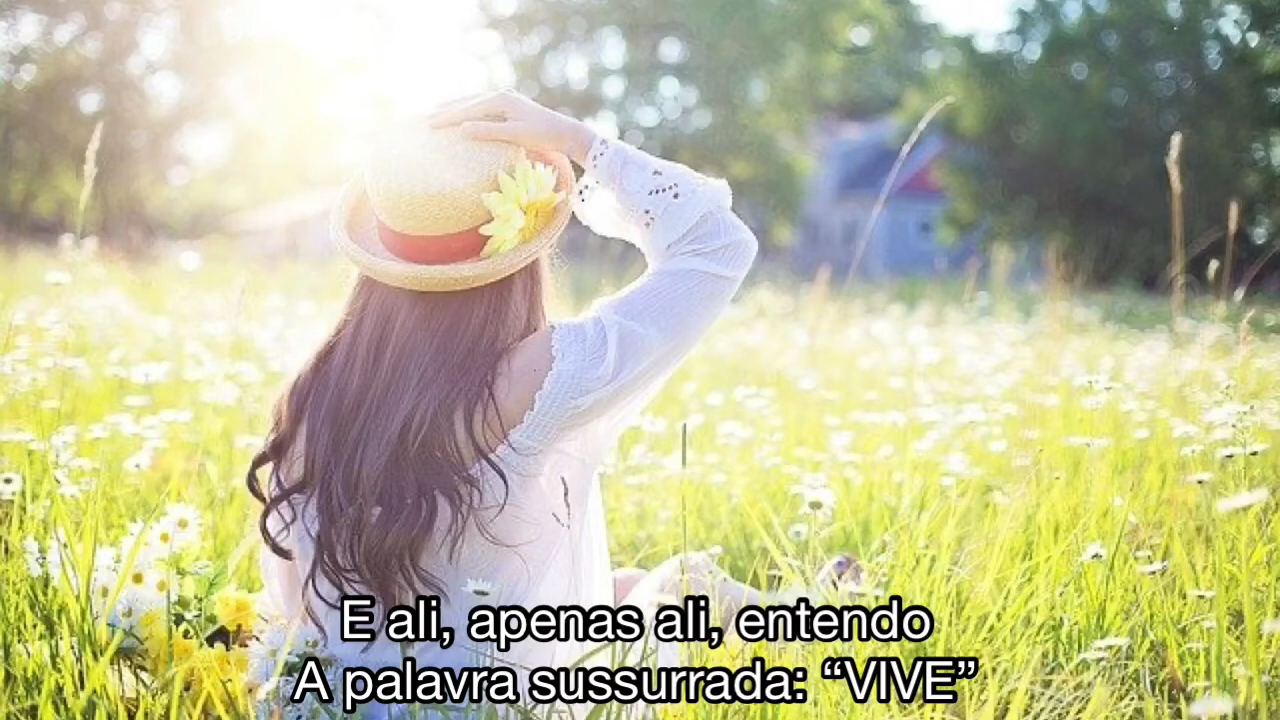 E ali, apenas ali, entendo
A palavra sussurrada: “VIVE”